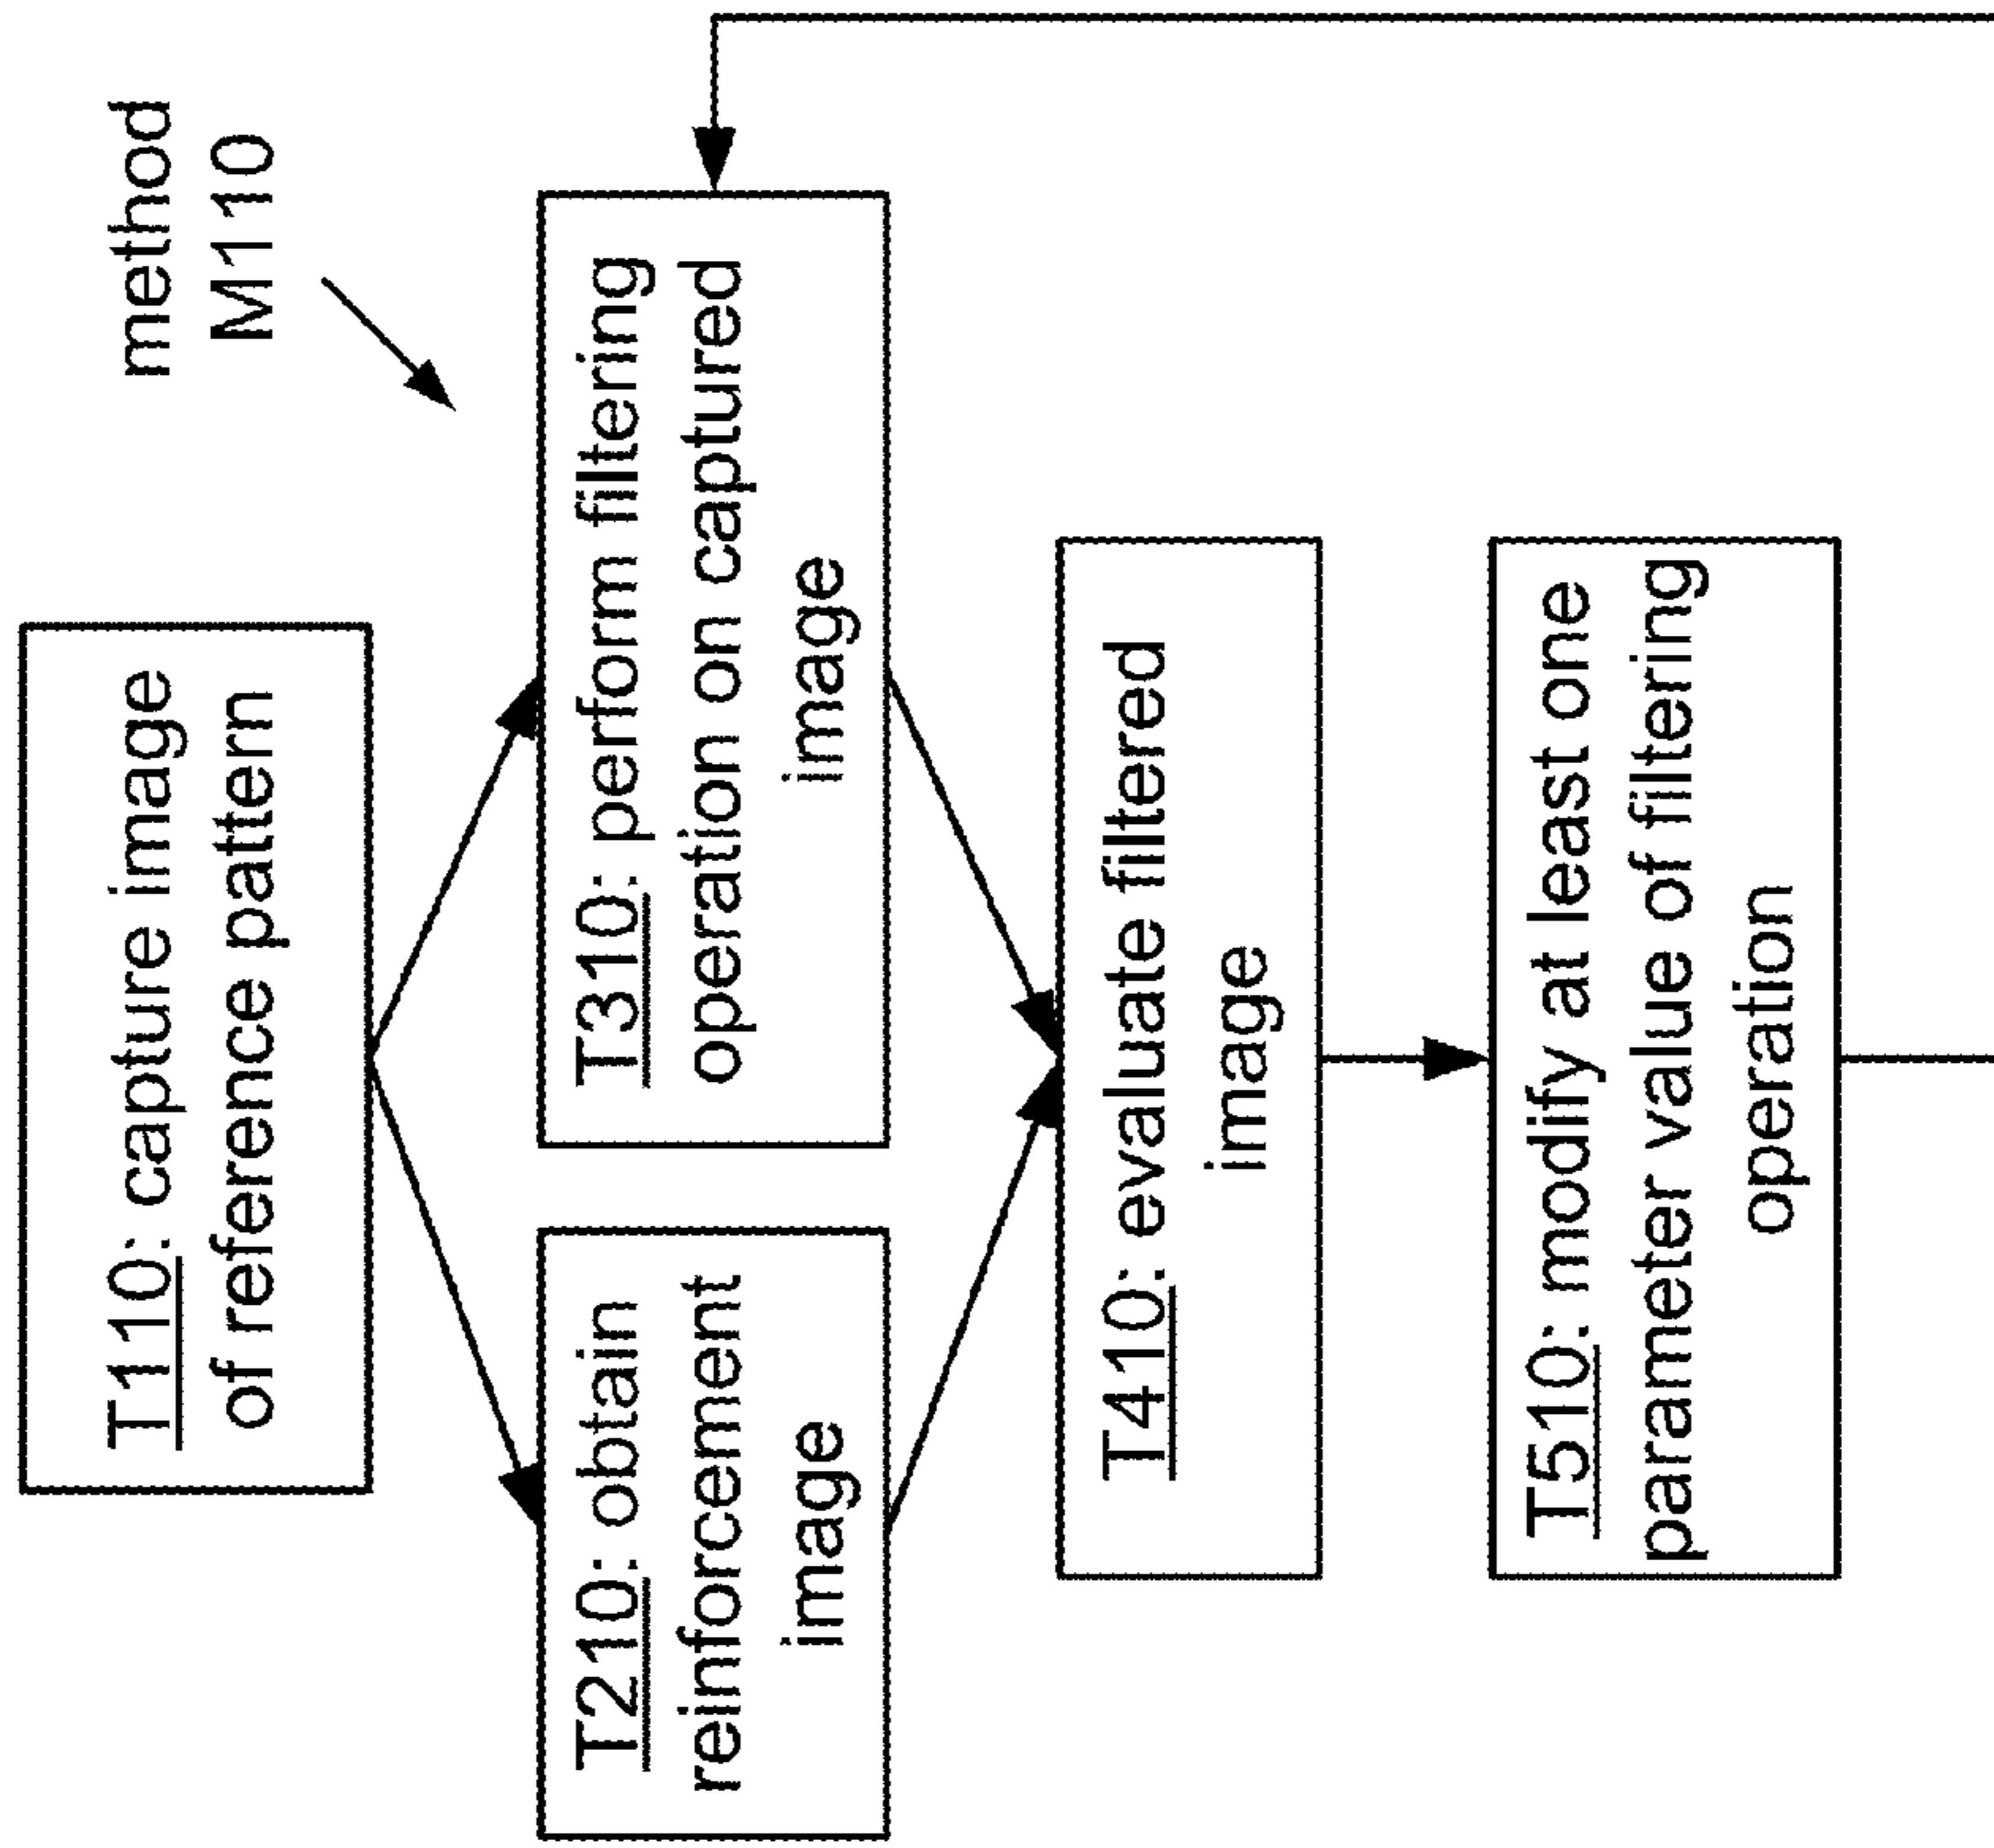 method
M110
T110: capture image
of reference pattern
T210: obtain
reinforcement
image
T310: perform filtering
operation on captured
image
T410: evaluate filtered
image
T510: modify at least one
parameter value of filtering
operation